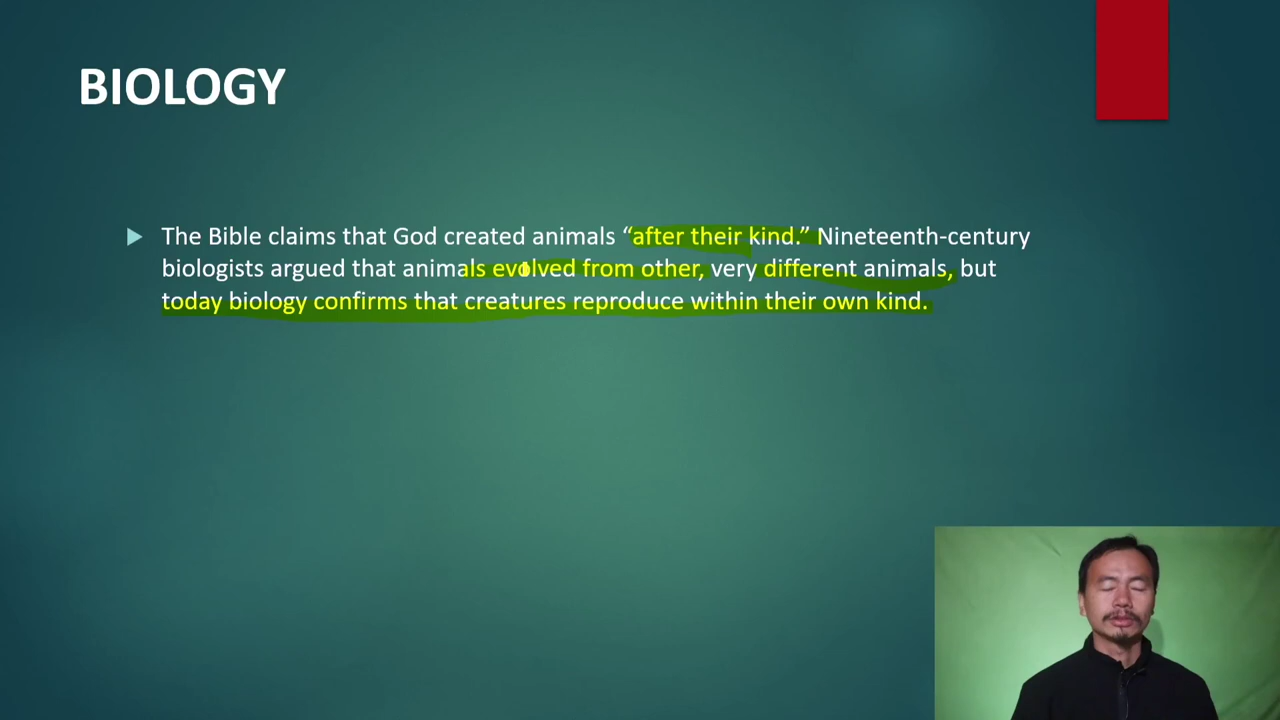 BIOLOGY
The Bible claims that God created animals “after their kind.” Nineteenth-century
biologists argued that animals evolved from other, very different animals, but
today biology confirms that creatures reproduce within their own kind.